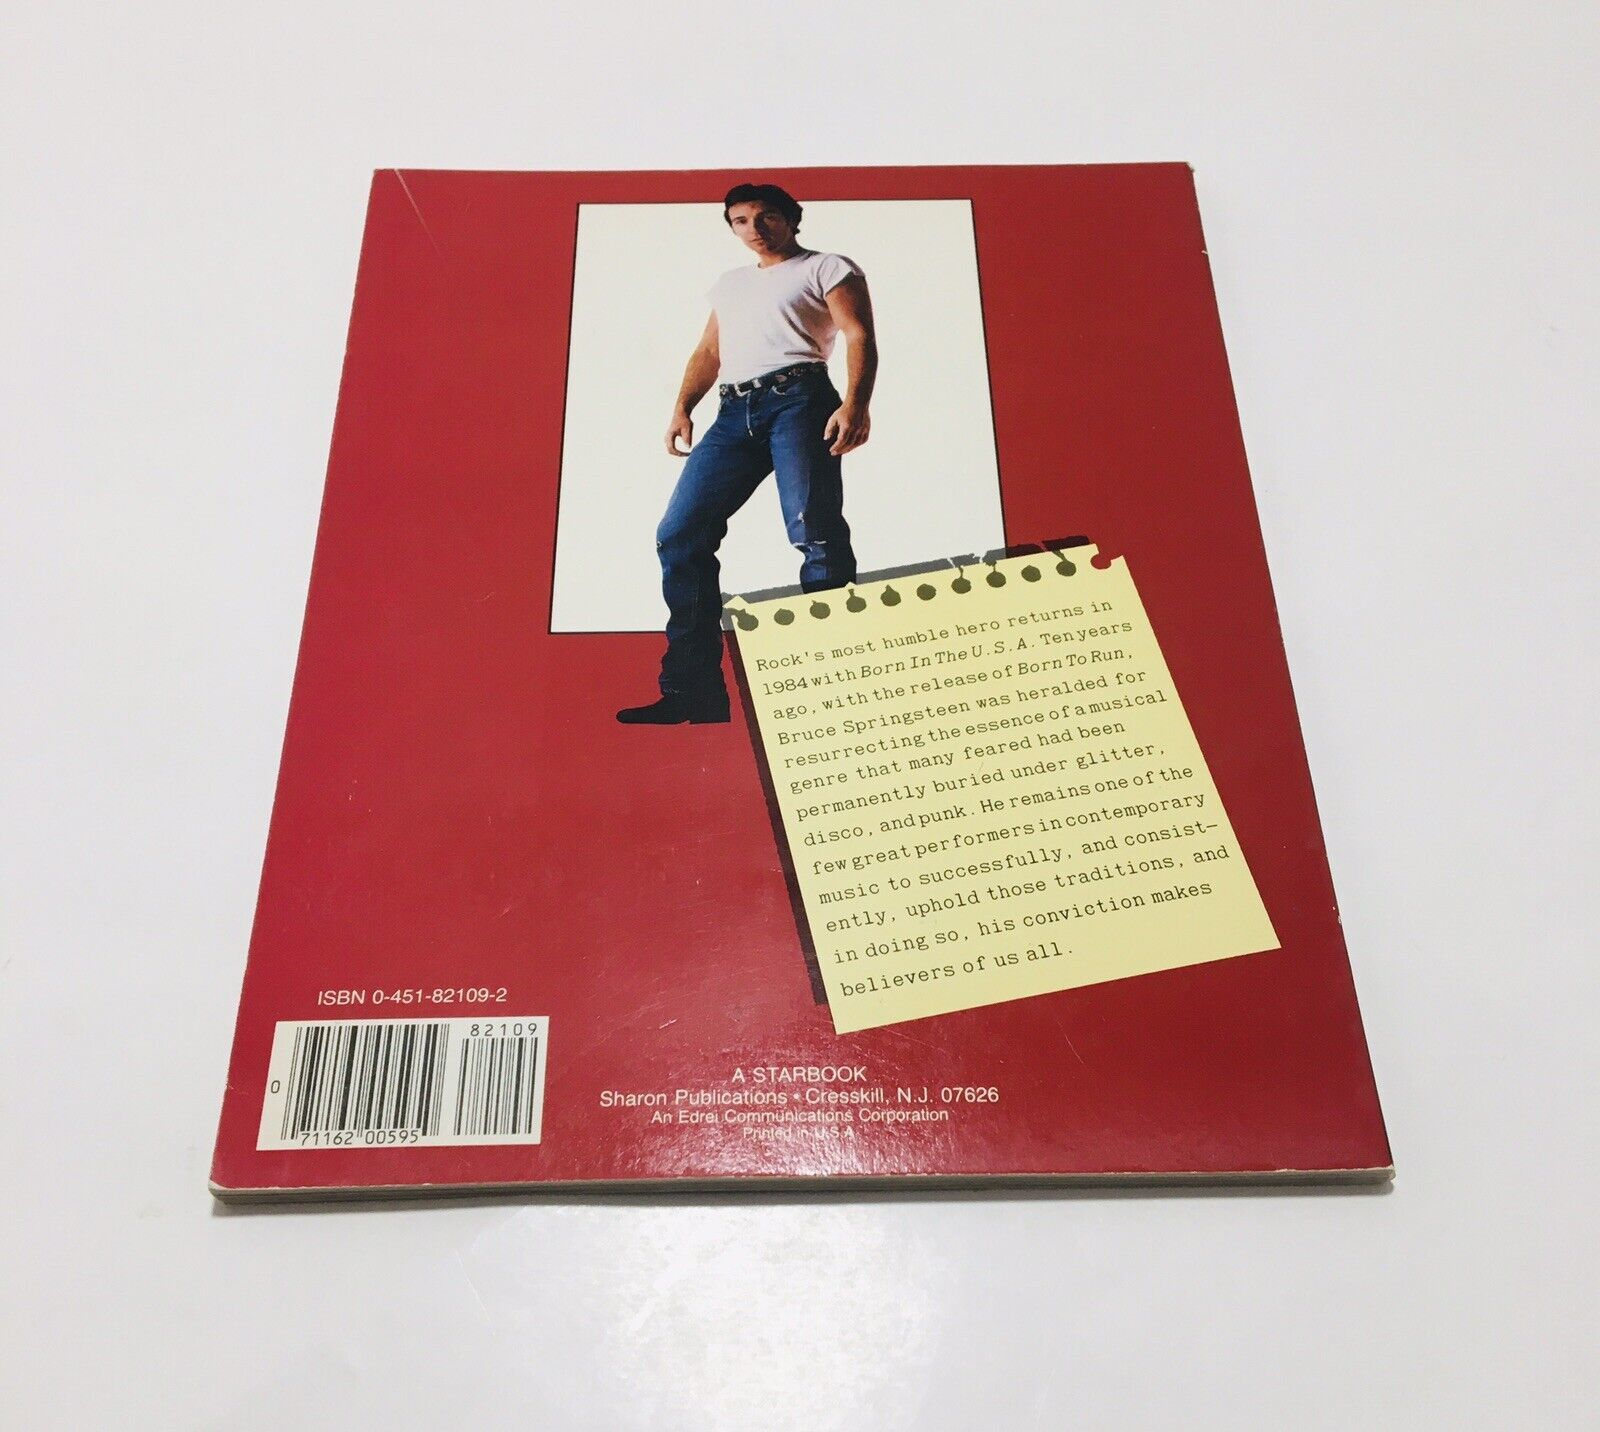 Rock's most humble hero returns in
1984 with Born In The U.S.A. Ten years
ago, with the release of Born To Run,
Bruce Springsteen was heralded for
resurrecting the essence of a musical
genre that many feared had been
permanently buried under glitter,
disco, and punk. He remains one of the
few great performers in contemporary
music to successfully, and consist-
ently, uphold those traditions, and
in doing so, his conviction makes
believers of us all.
ISBN 0-451-82109-2
82109
0
71162 00595
A STARBOOK
Sharon Publications • Cresskill, N.J. 07626
An Edrei Communications Corporation
Printed in U.S.A.